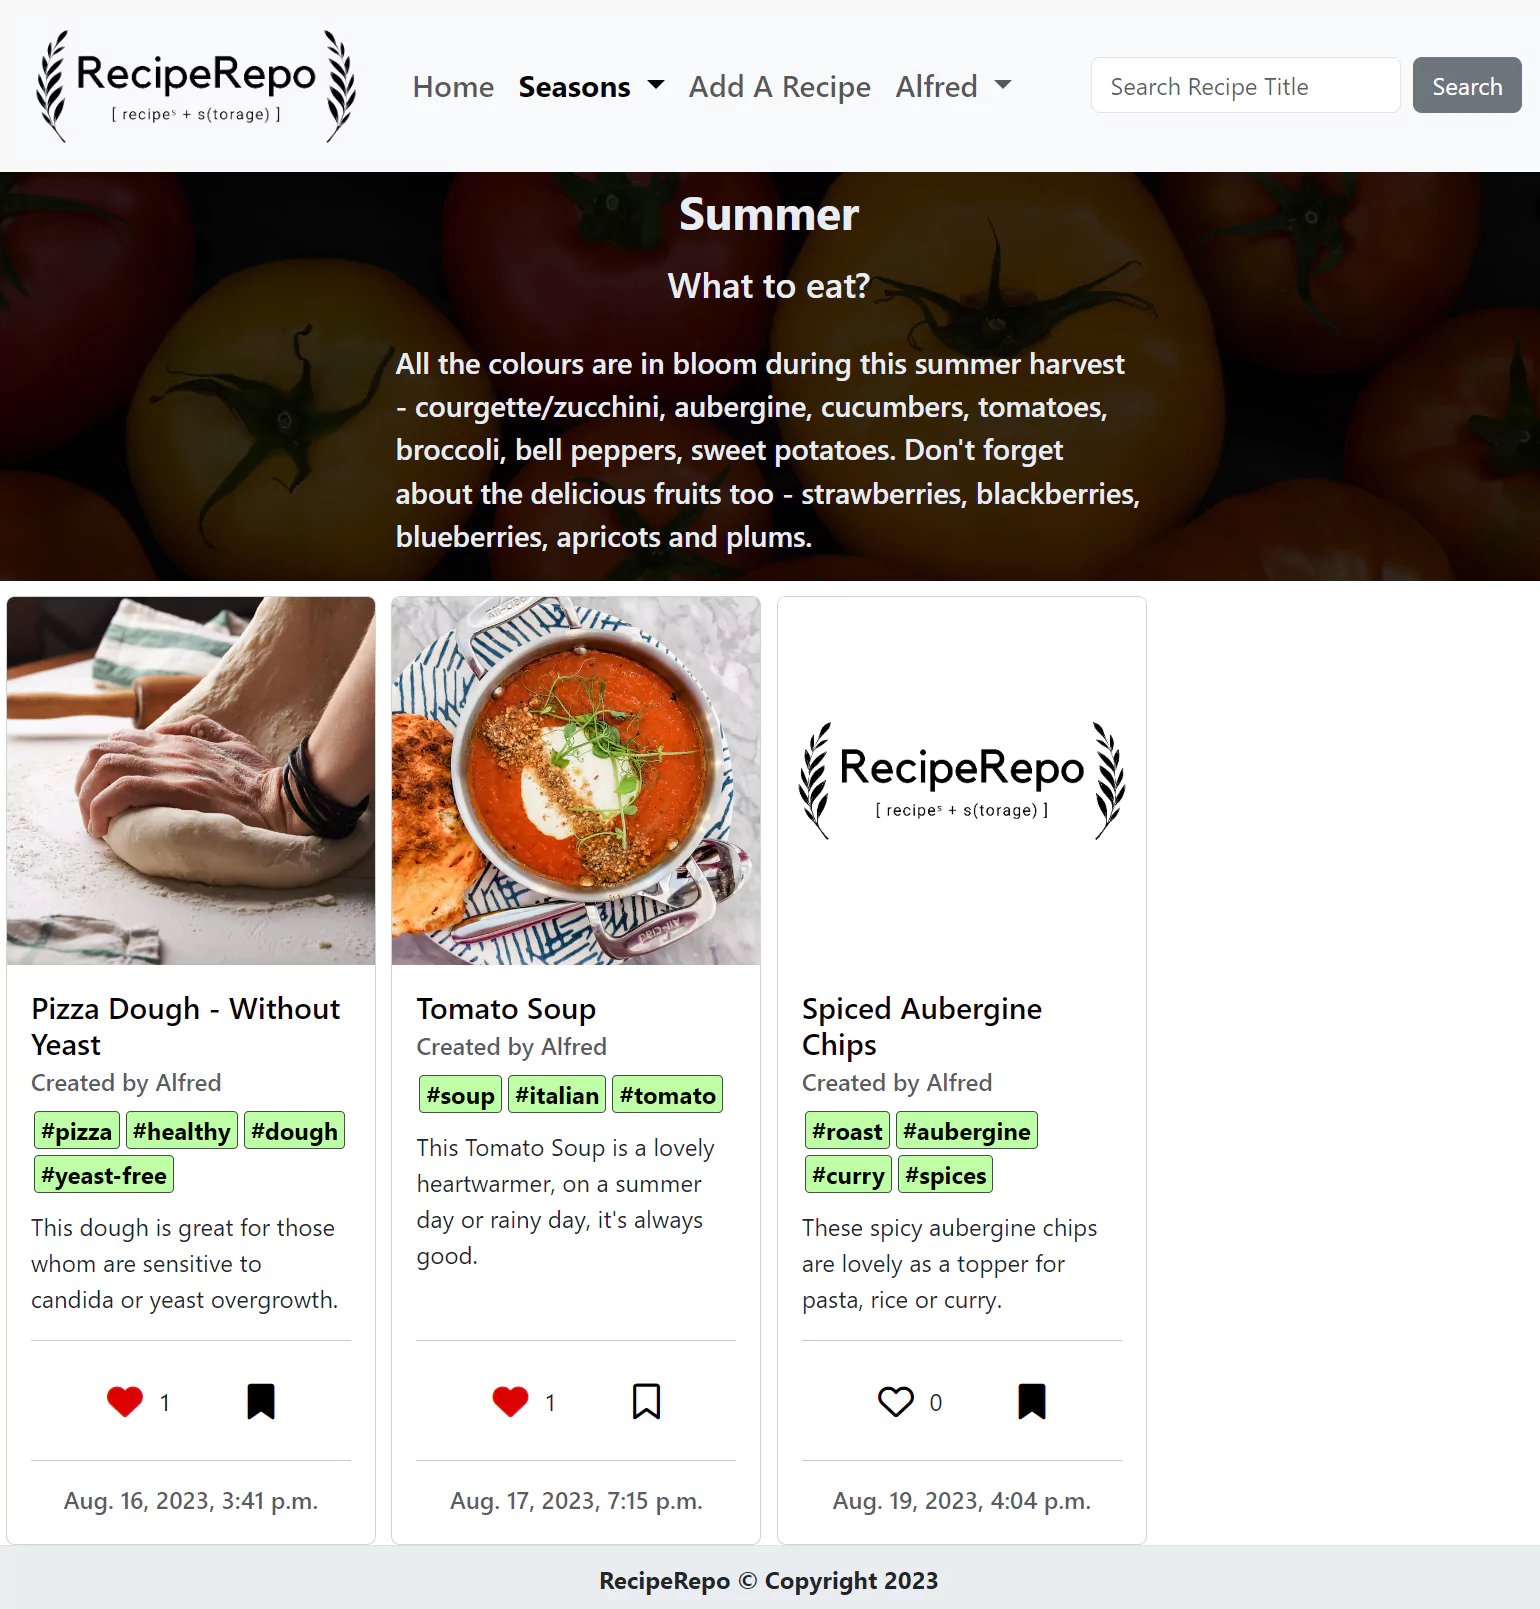 RecipeRepo
[ recipeˢ + s(torage) ]
Home Seasons Add A Recipe Alfred
Search Recipe Title
Search
Summer
What to eat?
All the colours are in bloom during this summer harvest
- courgette/zucchini, aubergine, cucumbers, tomatoes,
broccoli, bell peppers, sweet potatoes. Don't forget
about the delicious fruits too - strawberries, blackberries,
blueberries, apricots and plums.
Pizza Dough - Without
Yeast
Created by Alfred
#pizza #healthy #dough
#yeast-free
This dough is great for those
whom are sensitive to
candida or yeast overgrowth.
1
Aug. 16, 2023, 3:41 p.m.
All-Clad
All-Clad
Tomato Soup
Created by Alfred
#soup #italian #tomato
This Tomato Soup is a lovely
heartwarmer, on a summer
day or rainy day, it's always
good.
1
Aug. 17, 2023, 7:15 p.m.
RecipeRepo
[ recipeˢ + s(torage) ]
Spiced Aubergine
Chips
Created by Alfred
#roast #aubergine
#curry #spices
These spicy aubergine chips
are lovely as a topper for
pasta, rice or curry.
0
Aug. 19, 2023, 4:04 p.m.
RecipeRepo © Copyright 2023